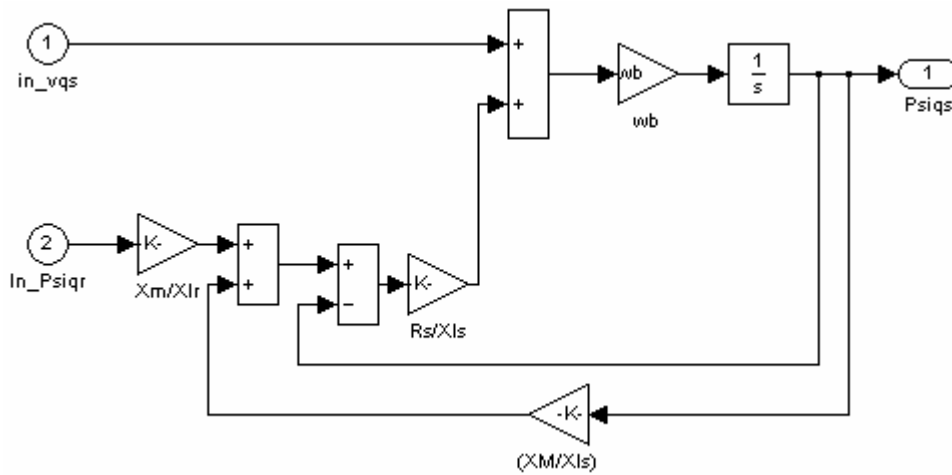 1
in_vqs
+
+
wb
wb
1
s
1
Psiqs
2
In_Psiqr
K-
Xm/Xlr
+
+
+
−
K-
Rs/Xls
-K-
(XM/Xls)